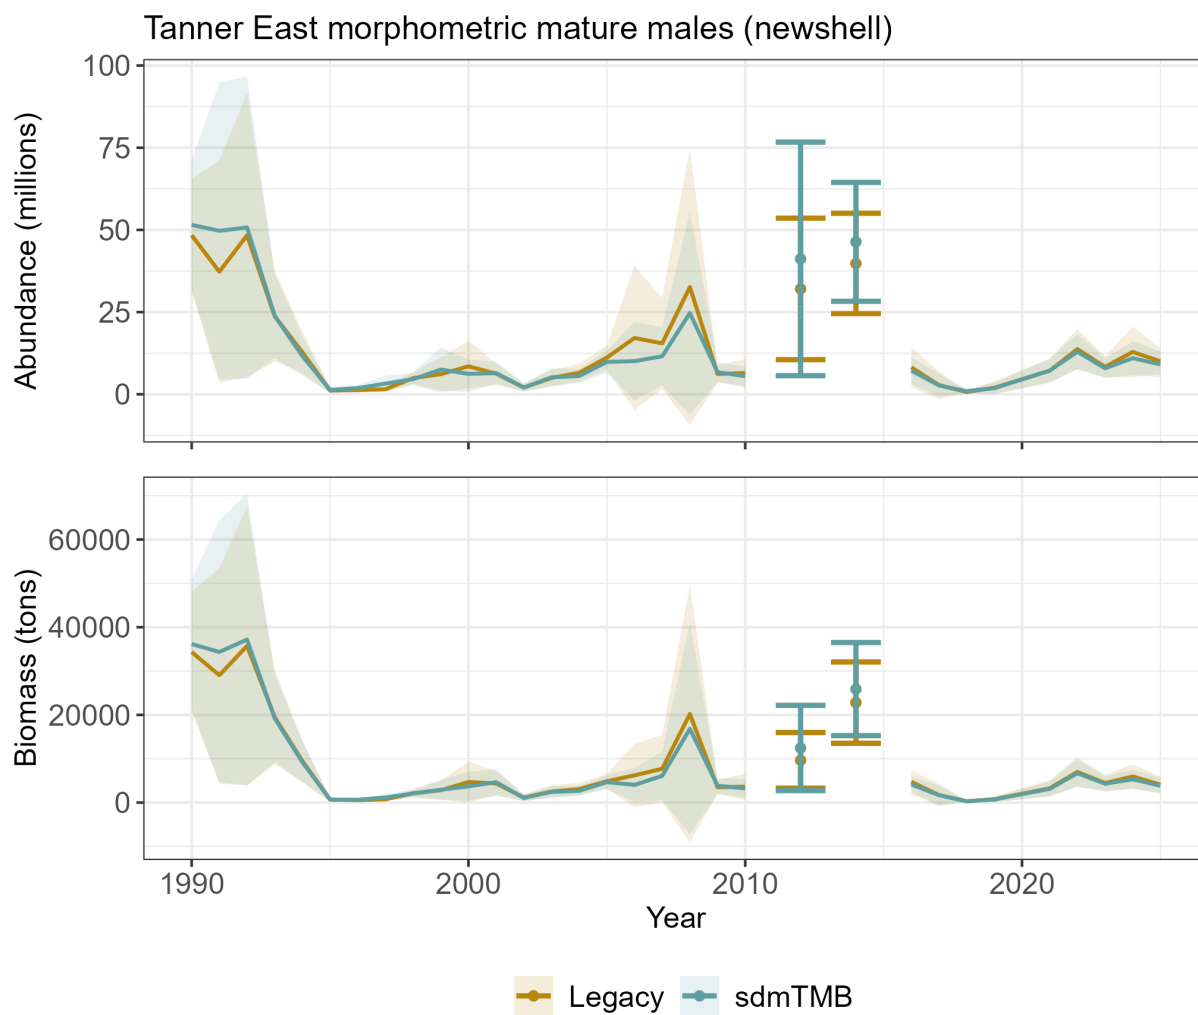 Tanner East morphometric mature males (newshell)
Abundance (millions)
100
75
50
25
0
Biomass (tons)
60000
40000
20000
0
1990 2000 2010 2020
Year
Legacy sdmTMB